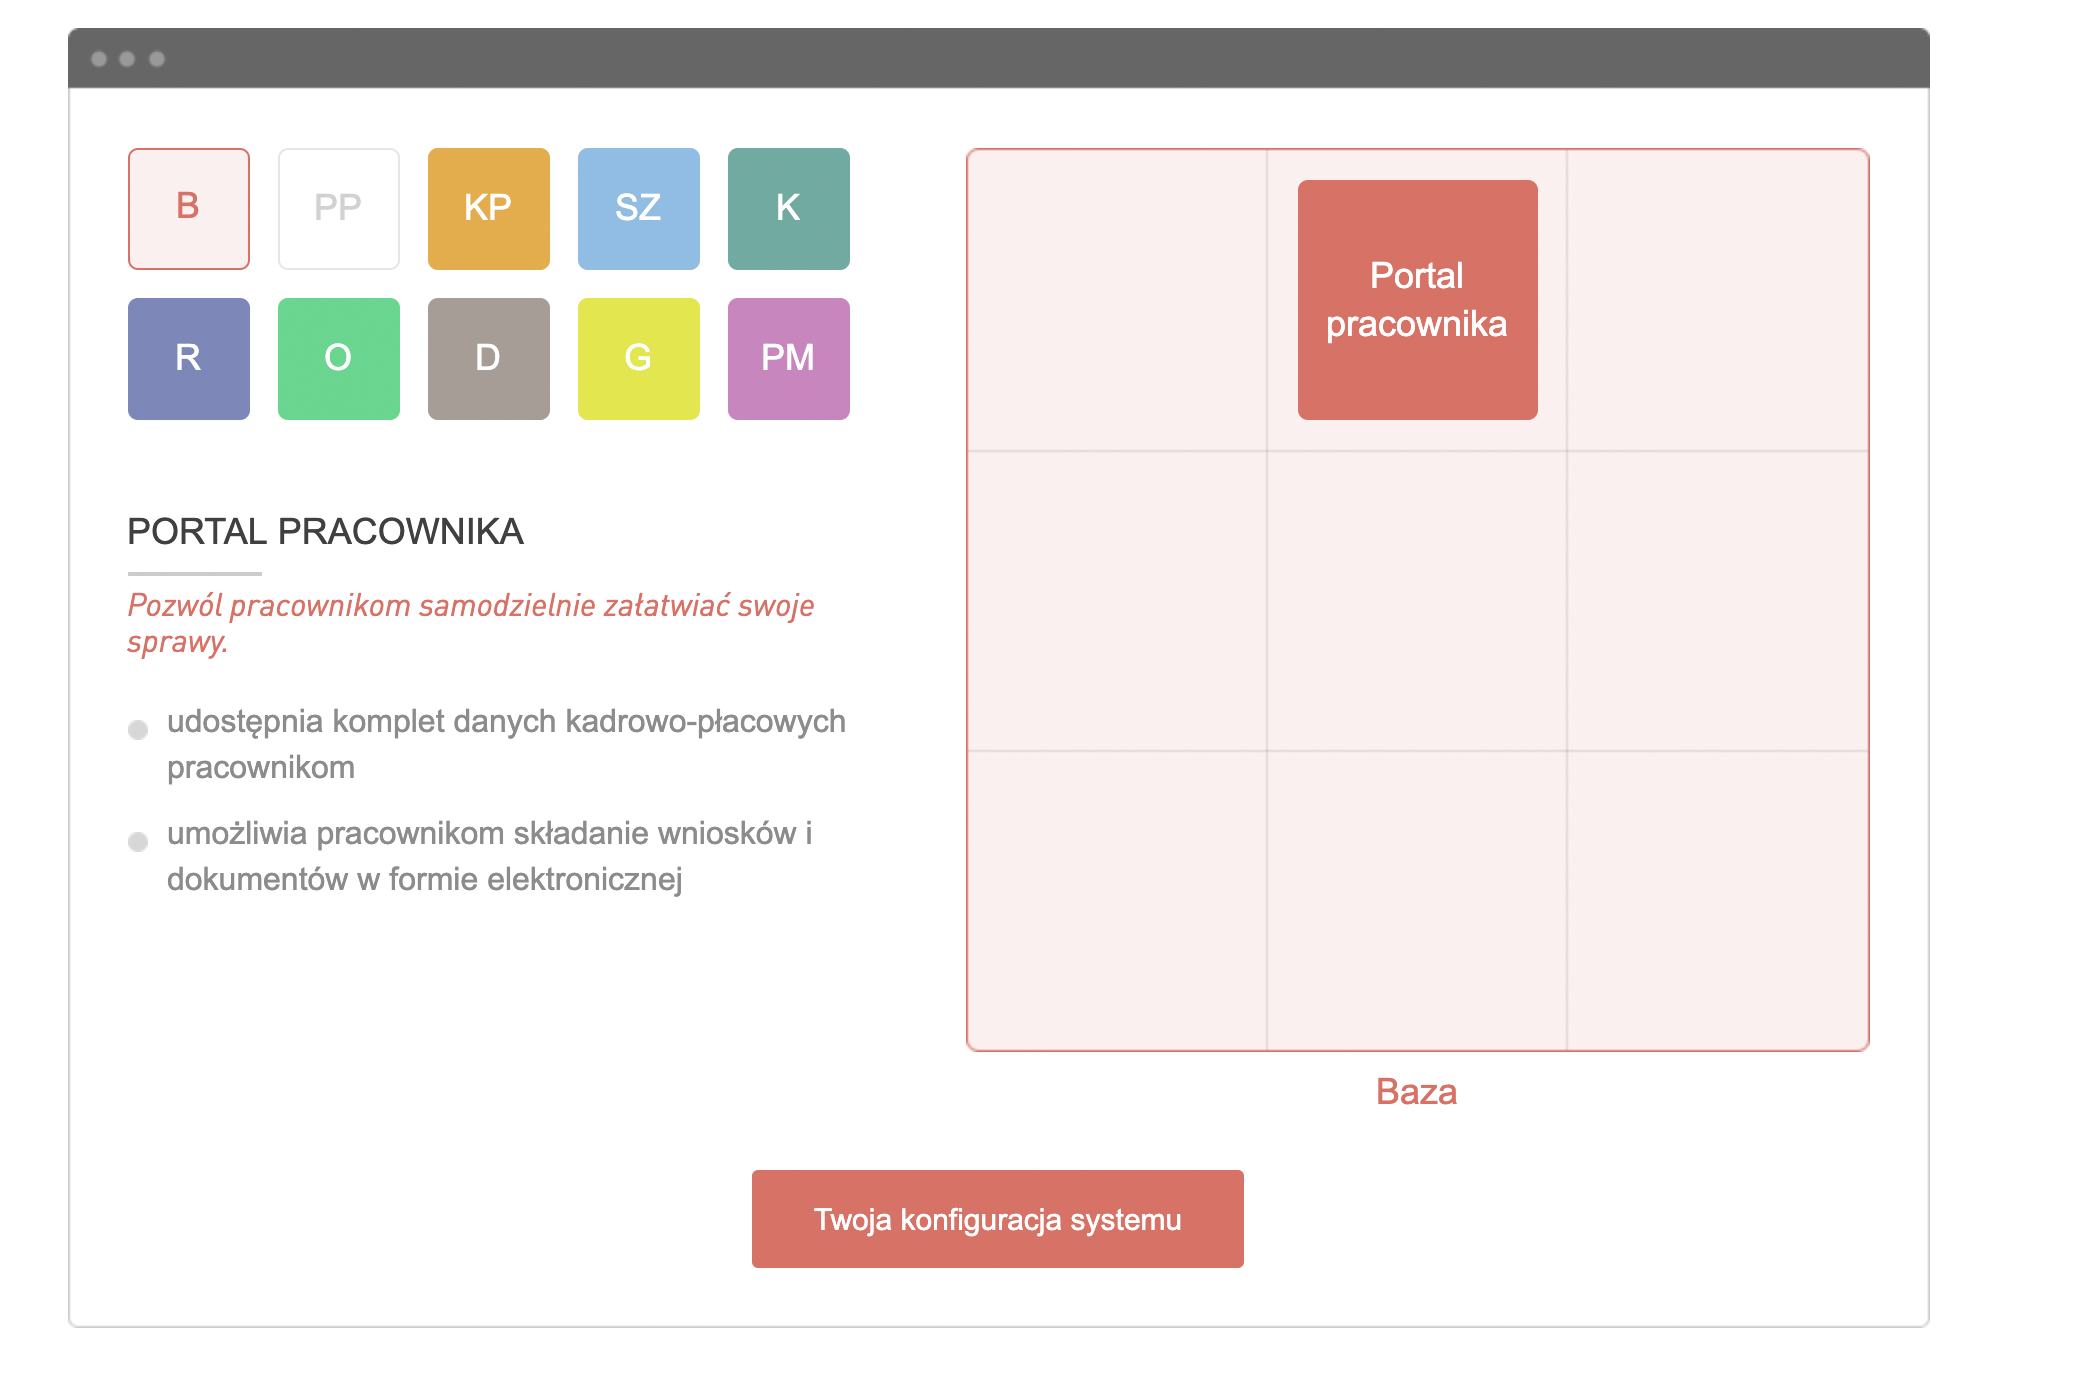 B
PP
KP
SZ
K
R
O
D
G
PM
PORTAL PRACOWNIKA
Pozwól pracownikom samodzielnie załatwiać swoje
sprawy.
udostępnia komplet danych kadrowo-płacowych
pracownikom
umożliwia pracownikom składanie wniosków i
dokumentów w formie elektronicznej
Portal
pracownika
Baza
Twoja konfiguracja systemu